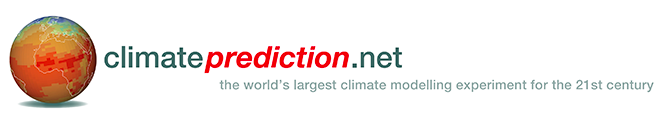 climateprediction.net
the world's largest climate modelling experiment for the 21st century